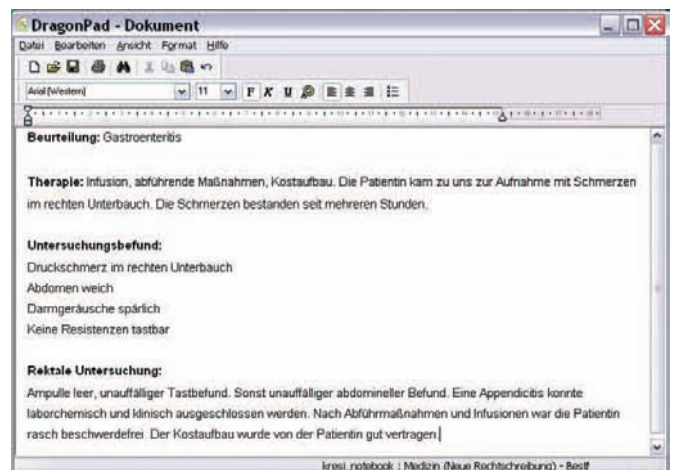 DragonPad - Dokument
Datei Bearbeiten Ansicht Format Hilfe
Arial (Western) 11 F K U
Beurteilung: Gastroenteritis
Therapie: Infusion, abführende Maßnahmen, Kostaufbau. Die Patientin kam zu uns zur Aufnahme mit Schmerzen
im rechten Unterbauch. Die Schmerzen bestanden seit mehreren Stunden.
Untersuchungsbefund:
Druckschmerz im rechten Unterbauch
Abdomen weich
Darmgeräusche spärlich
Keine Resistenzen tastbar
Rektale Untersuchung:
Ampulle leer, unauffälliger Tastbefund. Sonst unauffälliger abdomineller Befund. Eine Appendicitis konnte
laborchemisch und klinisch ausgeschlossen werden. Nach Abführmaßnahmen und Infusionen war die Patientin
rasch beschwerdefrei. Der Kostaufbau wurde von der Patientin gut vertragen.
notebook | Medizin (Neue Rechtschreibung) -